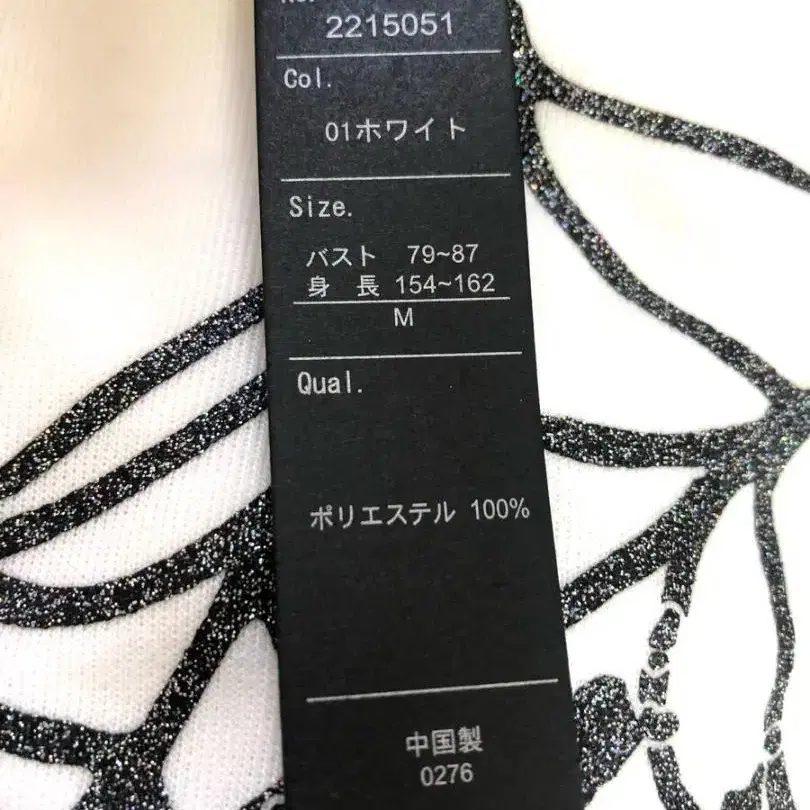 2215051
Col.
01ホワイト
Size.
バスト 79~87
身 長 154~162
M
Qual.
ポリエステル 100%
中国製
0276